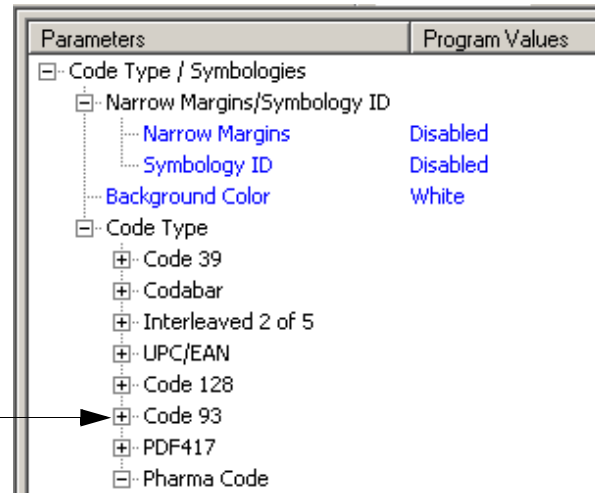 Parameters Program Values
Code Type / Symbologies
Narrow Margins/Symbology ID
Narrow Margins Disabled
Symbology ID Disabled
Background Color White
Code Type
Code 39
Codabar
Interleaved 2 of 5
UPC/EAN
Code 128
Code 93
PDF417
Pharma Code